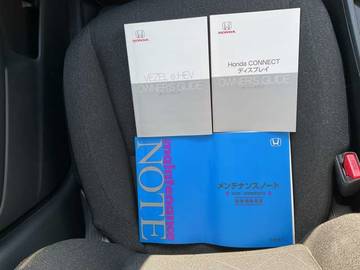 HONDA
VEZEL e:HEV
OWNER'S GUIDE
HONDA
Honda CONNECT
ディスプレイ
OWNER'S GUIDE
maintenance
NOTE
メンテナンスノート